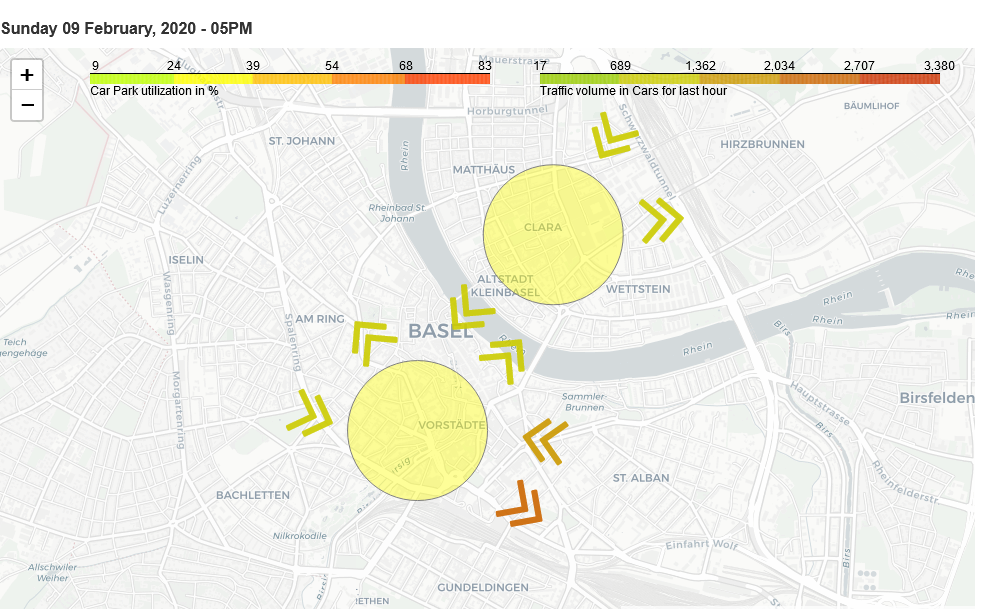 Sunday 09 February, 2020 - 05PM
+
−
9 24 39 54 68 83
Car Park utilization in %
17 689 1,362 2,034 2,707 3,380
Traffic volume in Cars for last hour
Mauerstrasse
Horburgtunnel
Schwarzwaldtunnel
BÄUMLIHOF
ST. JOHANN
HIRZBRUNNEN
Rhein
MATTHÄUS
Luzernerring
Rheinbad St.
Johann
CLARA
ISELIN
ALTSTADT
KLEINBASEL
WETTSTEIN
Wasgenring
Rhein
Rhein
Rhein
AM RING
Spalenring
BASEL
Birs
Teich
Rhein
Morgartenring
Hauptstrasse
Sammler-
Brunnen
Birsfelden
VORSTÄDTE
Birs
Rheinfelderstr.
ST. ALBAN
BACHLETTEN
Nilkrokodile
Einfahrt Wolf
Birs
Allschwiler
Weiher
GUNDELDINGEN